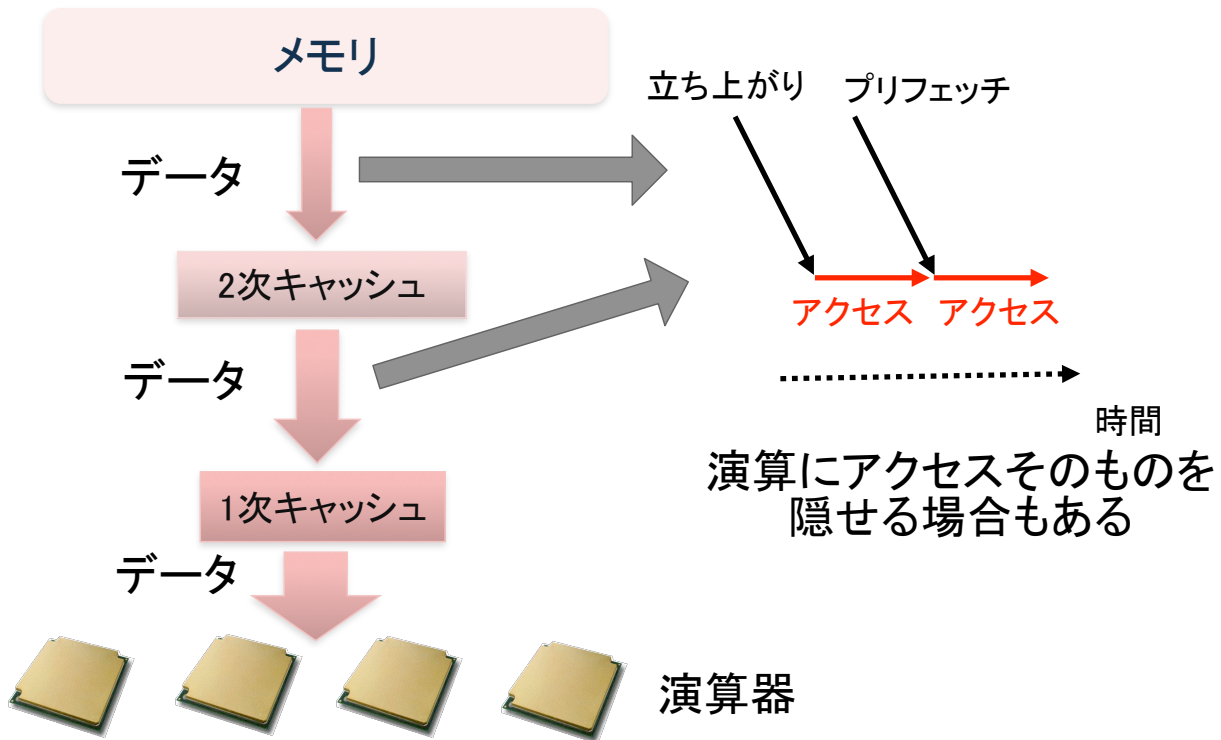 メモリ
データ
2次キャッシュ
データ
1次キャッシュ
データ
演算器
立ち上がり
プリフェッチ
アクセス
アクセス
時間
演算にアクセスそのものを
隠せる場合もある